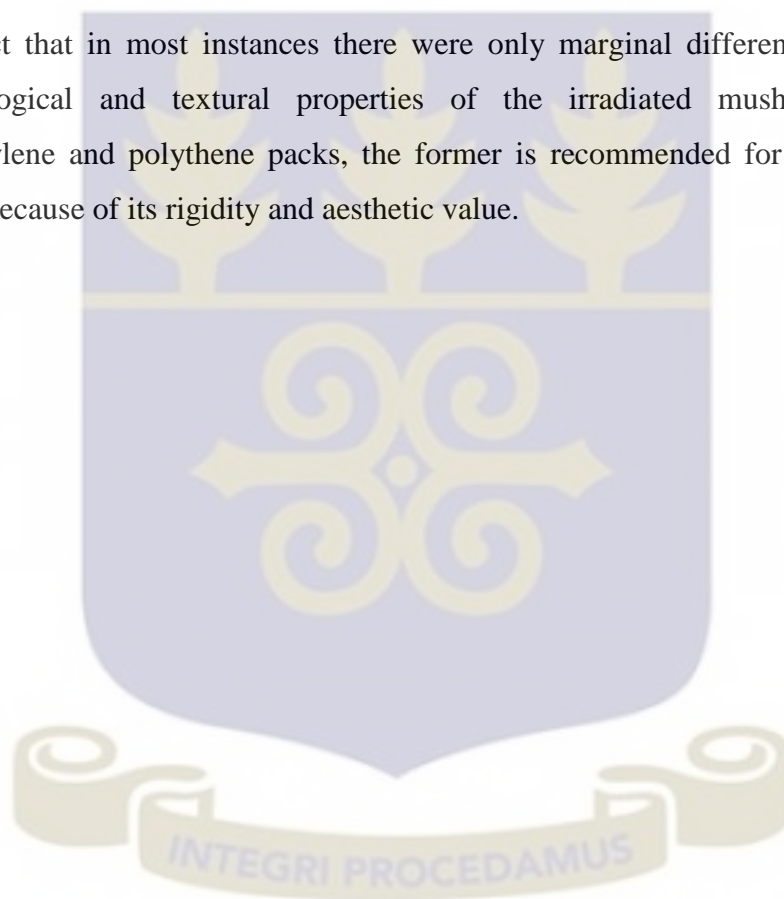 ct that in most instances there were only marginal differen
ogical and textural properties of the irradiated mush
ylene and polythene packs, the former is recommended for
ecause of its rigidity and aesthetic value.
INTEGRI PROCEDAMUS